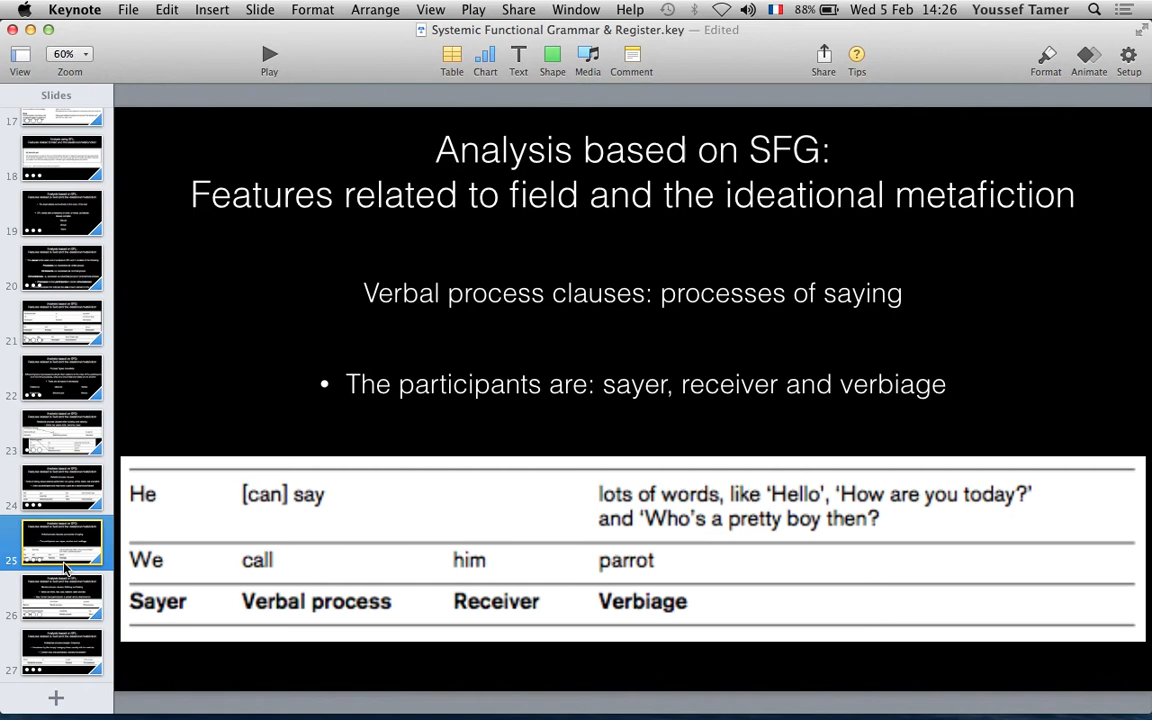 Keynote File Edit Insert Slide Format Arrange View Play Share Window Help 88% Wed 5 Feb 14:26 Youssef Tamer
Systemic Functional Grammar & Register.key — Edited
60%
View Zoom Play Table Chart Text Shape Media Comment Share Tips Format Animate Setup
Slides
17
18
19
20
21
22
23
24
25
26
27
Analysis based on SFG:
Features related to field and the ideational metafiction
Verbal process clauses: processes of saying
• The participants are: sayer, receiver and verbiage
He [can] say lots of words, like ‘Hello’, ‘How are you today?’
and ‘Who’s a pretty boy then?
We call him parrot
Sayer Verbal process Receiver Verbiage